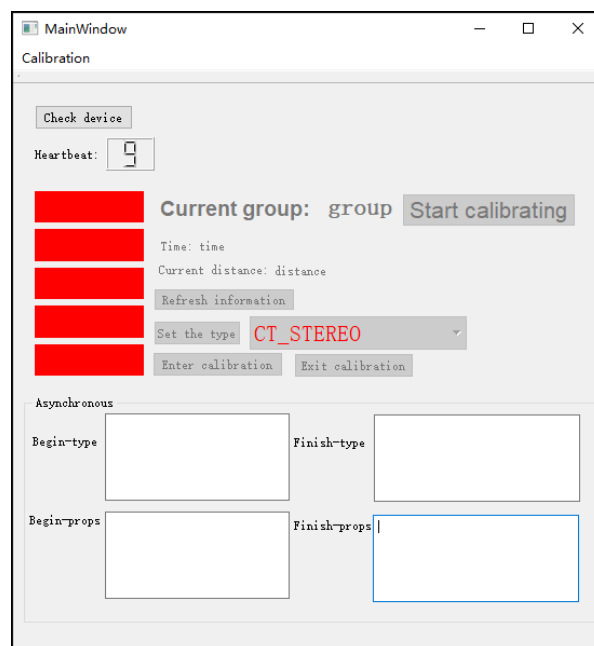 MainWindow
Calibration
Check device
Heartbeat: 9
Current group: group Start calibrating
Time: time
Current distance: distance
Refresh information
Set the type CT_STEREO
Enter calibration Exit calibration
Asynchronous
Begin-type Finish-type
Begin-props Finish-props